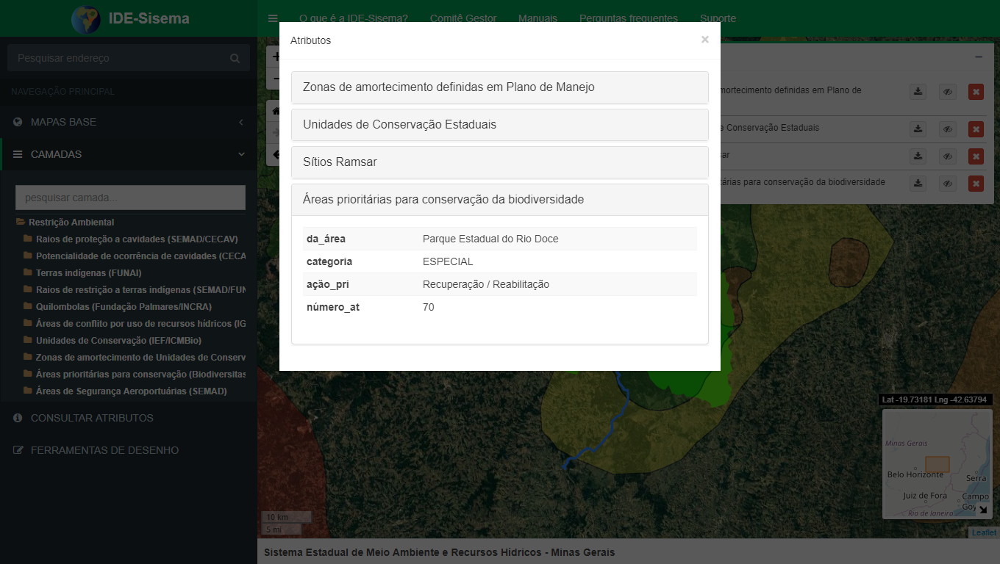 IDE-Sisema
O que é a IDE-Sisema?
Comitê Gestor
Manuais
Perguntas frequentes
Suporte
Pesquisar endereço
NAVEGAÇÃO PRINCIPAL
MAPAS BASE
CAMADAS
pesquisar camada...
Restrição Ambiental
Raios de proteção a cavidades (SEMAD/CECAV)
Potencialidade de ocorrência de cavidades (CECA
Terras indígenas (FUNAI)
Raios de restrição a terras indígenas (SEMAD/FUN
Quilombolas (Fundação Palmares/INCRA)
Áreas de conflito por uso de recursos hídricos (IG
Unidades de Conservação (IEF/ICMBio)
Zonas de amortecimento de Unidades de Conserv
Áreas prioritárias para conservação (Biodiversitas
Áreas de Segurança Aeroportuárias (SEMAD)
CONSULTAR ATRIBUTOS
FERRAMENTAS DE DESENHO
Atributos
×
Zonas de amortecimento definidas em Plano de Manejo
Unidades de Conservação Estaduais
Sítios Ramsar
Áreas prioritárias para conservação da biodiversidade
da_área Parque Estadual do Rio Doce
categoria ESPECIAL
ação_pri Recuperação / Reabilitação
número_at 70
mortecimento definidas em Plano de
e Conservação Estaduais
sar
tárias para conservação da biodiversidade
Lat -19.73181 Lng -42.63794
Minas Gerais
Belo Horizonte
Serra
Juiz de Fora
Campo
Goy
Rio de Janeiro
10 km
5 mi
Leaflet
Sistema Estadual de Meio Ambiente e Recursos Hídricos - Minas Gerais